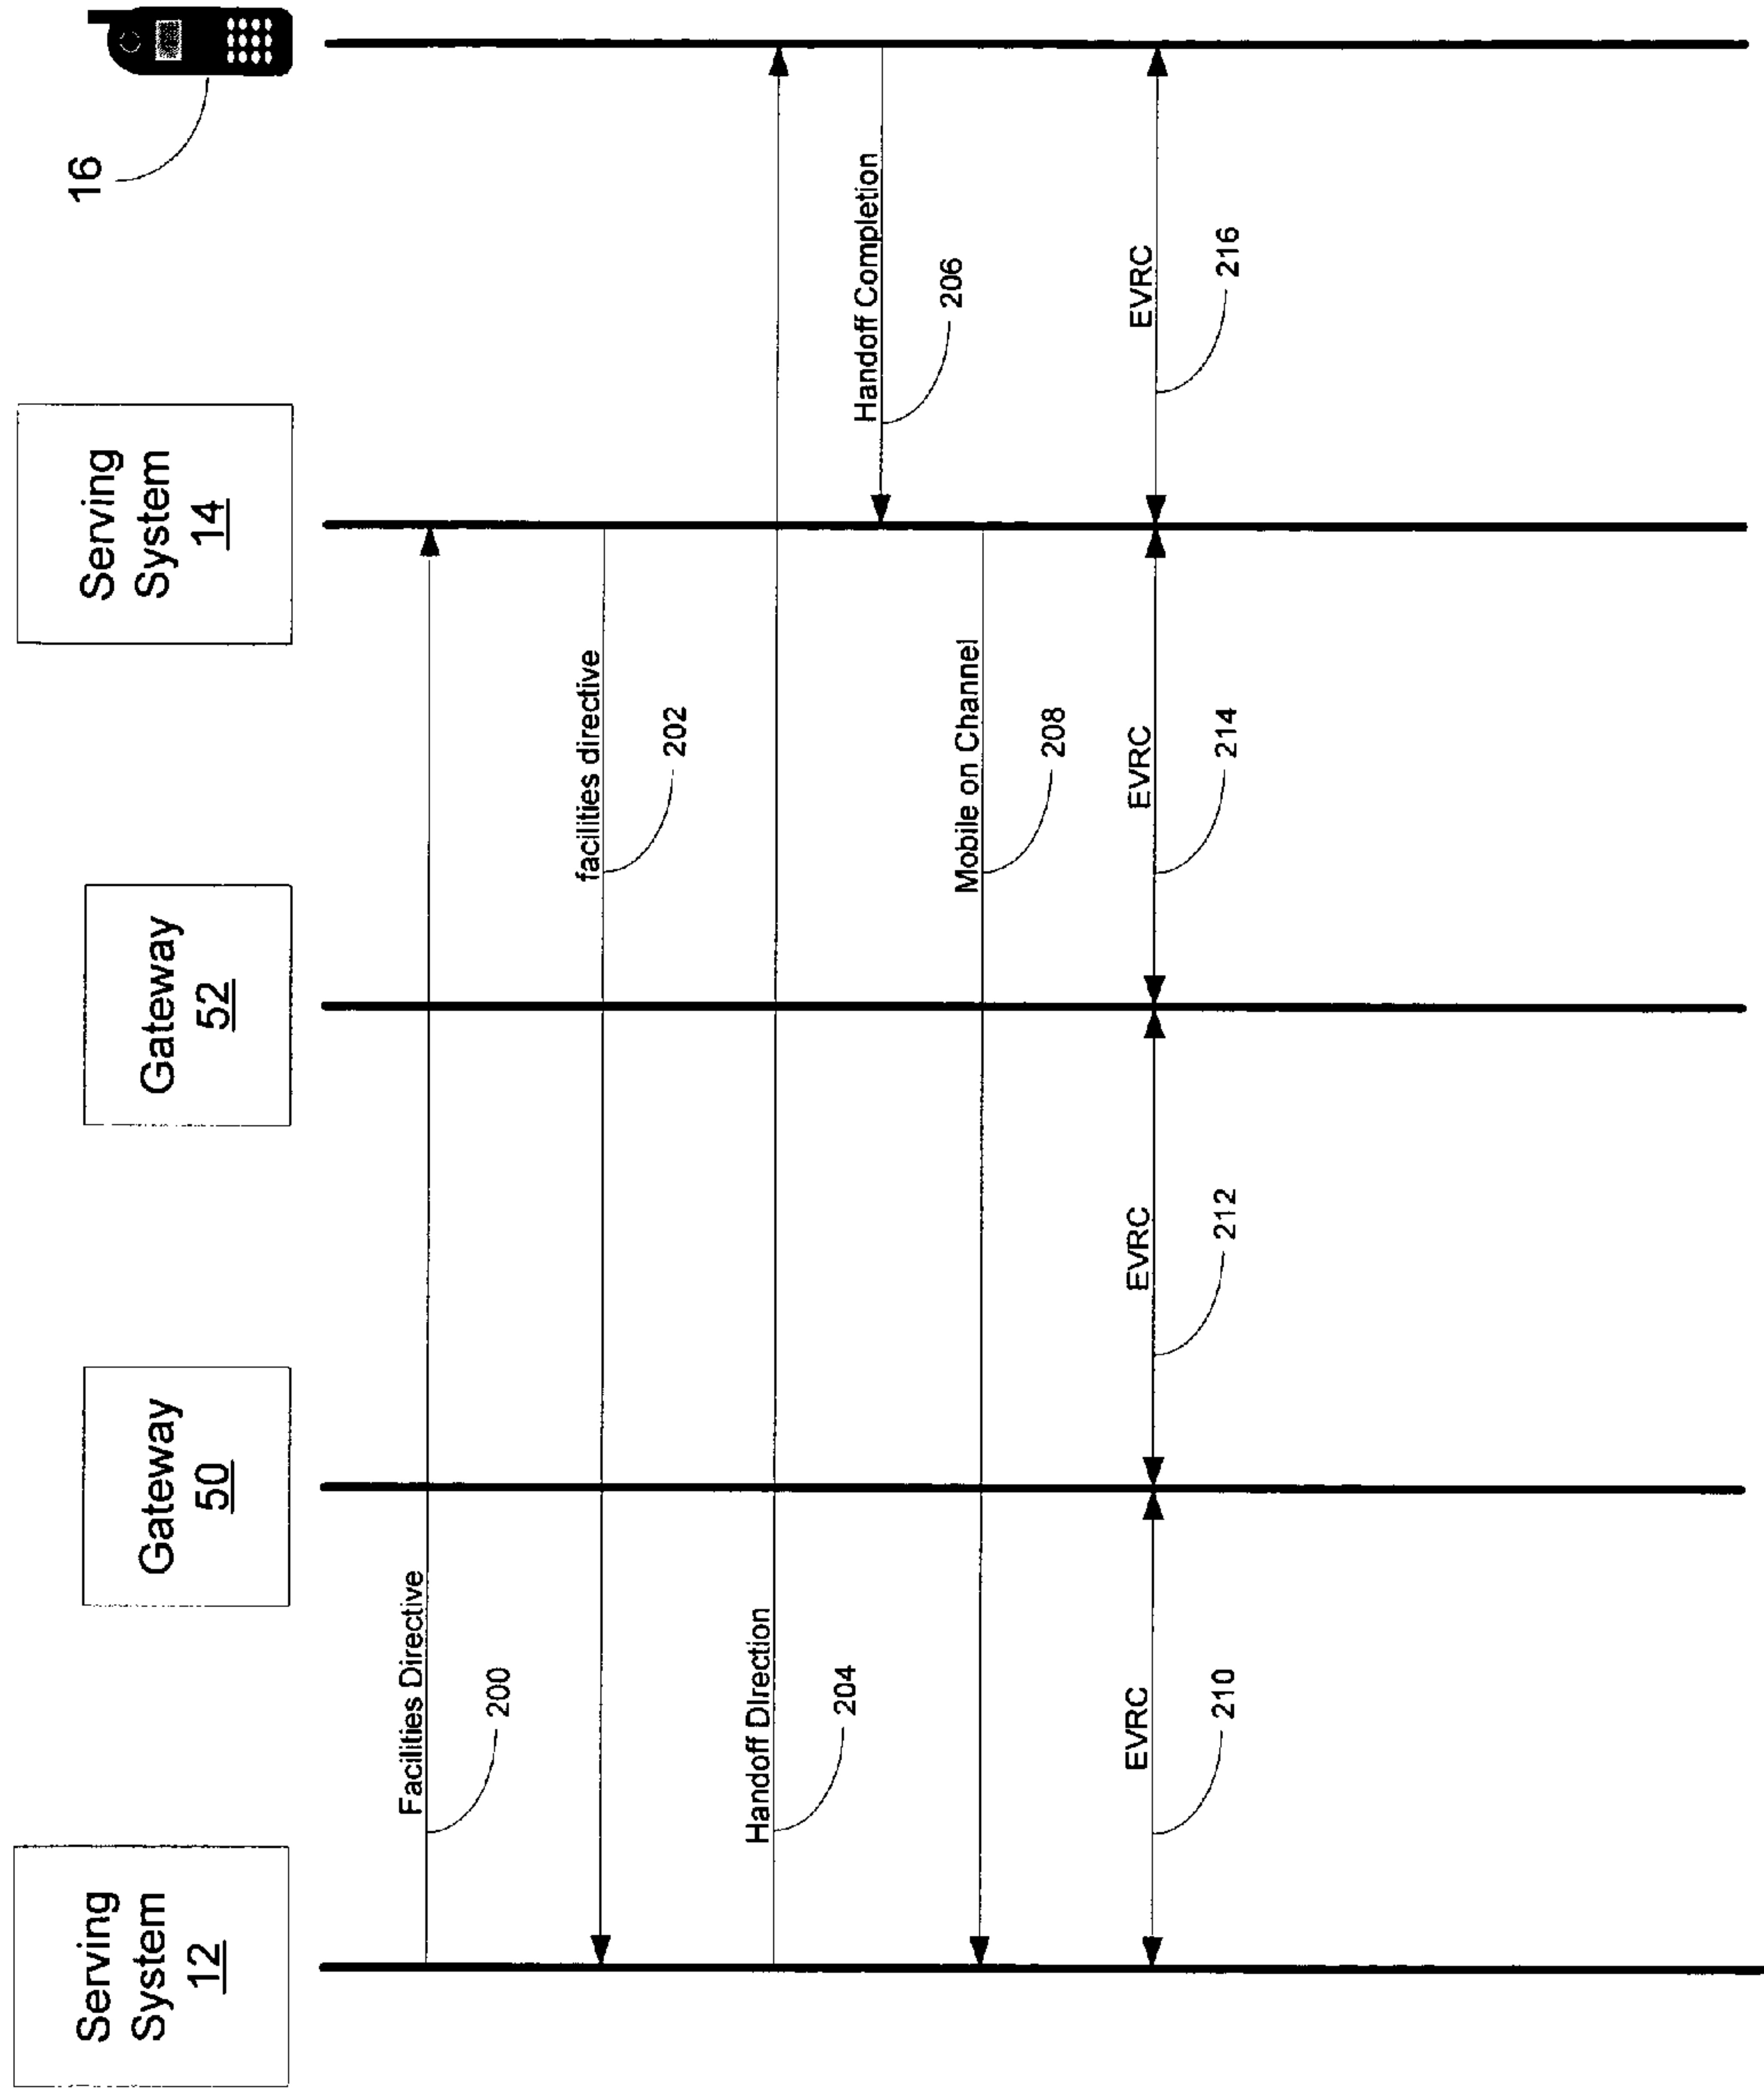 Serving
System
12
Gateway
50
Gateway
52
Serving
System
14
16
Facilities Directive
200
facilities directive
202
Handoff DIrection
204
Handoff Completion
206
Mobile on Channel
208
EVRC
210
EVRC
212
EVRC
214
EVRC
216